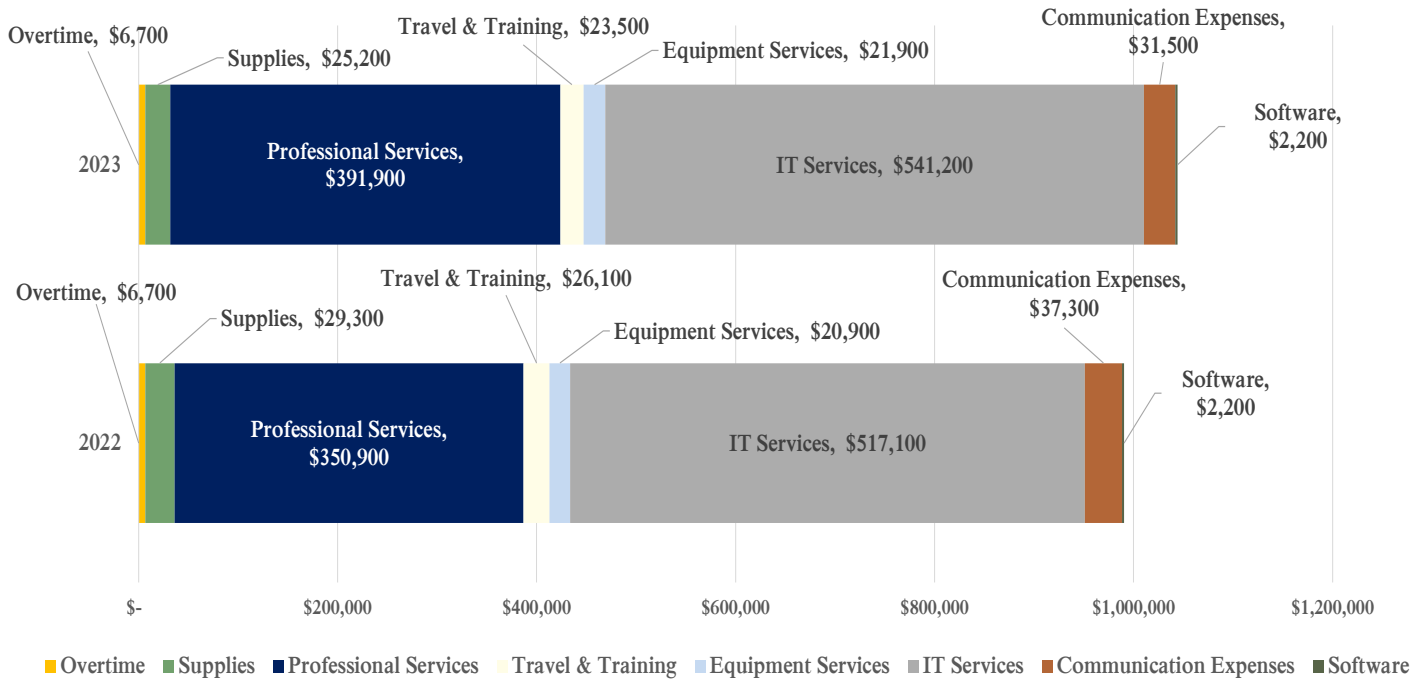 Communication Expenses,
$31,500
Travel & Training, $23,500
Overtime, $6,700
Equipment Services, $21,900
Supplies, $25,200
Software,
$2,200
2023
Professional Services,
$391,900
IT Services, $541,200
Travel & Training, $26,100
Communication Expenses,
$37,300
Overtime, $6,700
Supplies, $29,300
Equipment Services, $20,900
Software,
$2,200
2022
Professional Services,
$350,900
IT Services, $517,100
$- $200,000 $400,000 $600,000 $800,000 $1,000,000 $1,200,000
Overtime Supplies Professional Services Travel & Training Equipment Services IT Services Communication Expenses Software